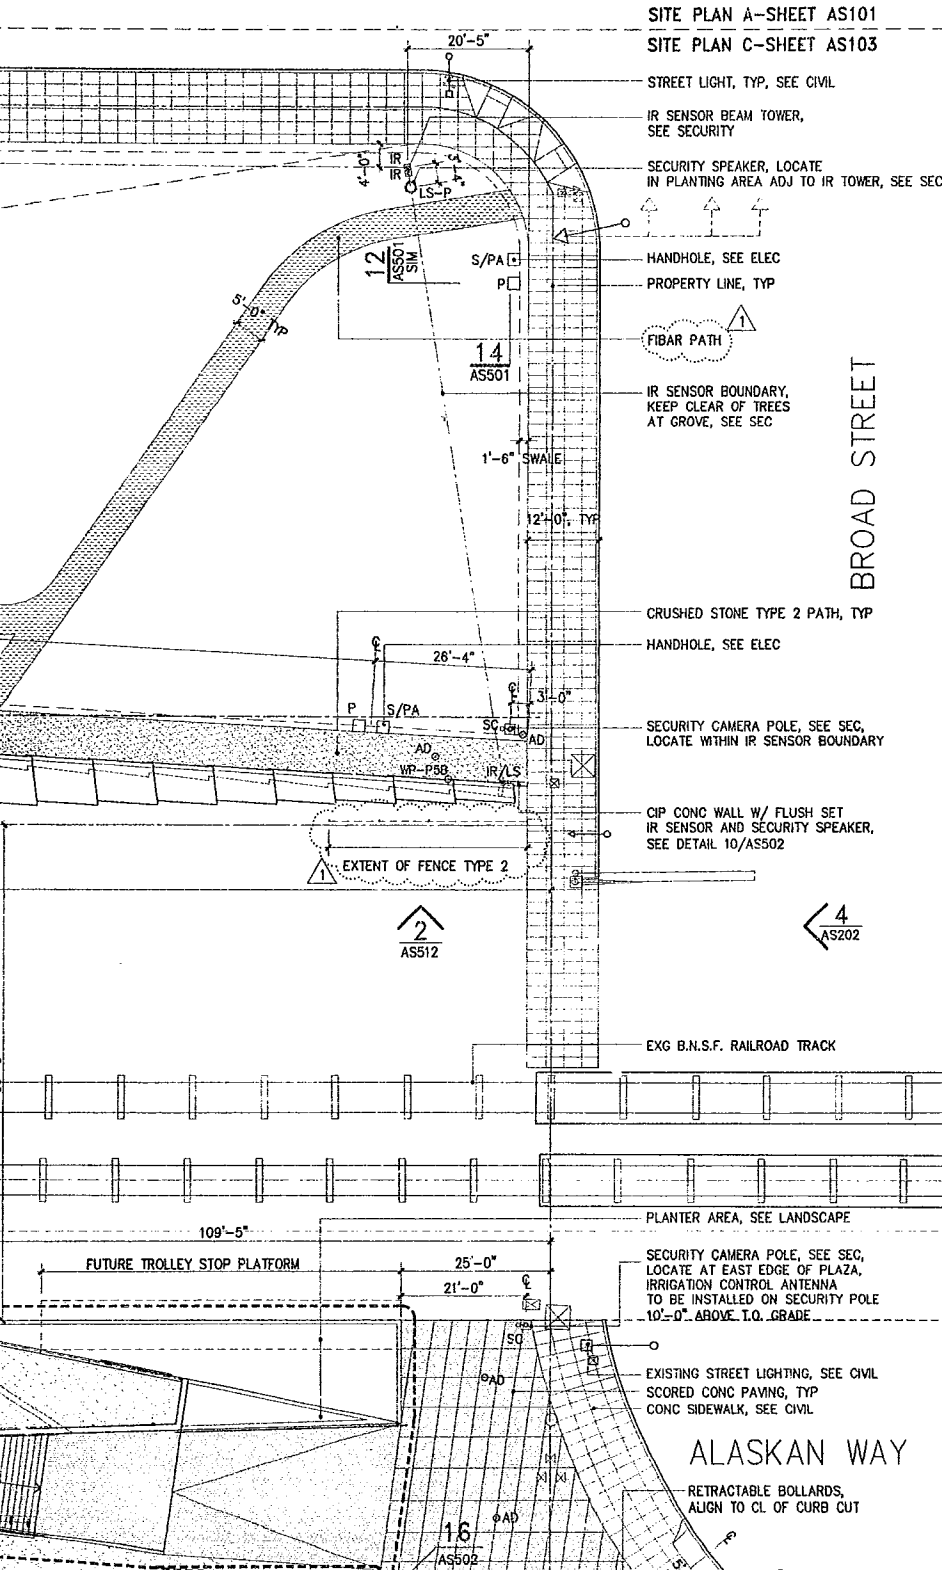 SITE PLAN A-SHEET AS101
SITE PLAN C-SHEET AS103
20'-5"
STREET LIGHT, TYP, SEE CIVIL
IR SENSOR BEAM TOWER,
SEE SECURITY
IR
IR
4'-0"
3'-4"
LS-P
SECURITY SPEAKER, LOCATE
IN PLANTING AREA ADJ TO IR TOWER, SEE SEC
12
AS501
SIM
S/PA
HANDHOLE, SEE ELEC
P
PROPERTY LINE, TYP
5'-0"
TYP
1
FIBAR PATH
14
AS501
IR SENSOR BOUNDARY,
KEEP CLEAR OF TREES
AT GROVE, SEE SEC
BROAD STREET
1'-6" SWALE
12'-0", TYP
CRUSHED STONE TYPE 2 PATH, TYP
HANDHOLE, SEE ELEC
26'-4"
3'-0"
P
S/PA
SC
AD
SECURITY CAMERA POLE, SEE SEC,
LOCATE WITHIN IR SENSOR BOUNDARY
AD
WP-P5B
IR/LS
CIP CONC WALL W/ FLUSH SET
IR SENSOR AND SECURITY SPEAKER,
SEE DETAIL 10/AS502
1
EXTENT OF FENCE TYPE 2
2
AS512
4
AS202
EXG B.N.S.F. RAILROAD TRACK
PLANTER AREA, SEE LANDSCAPE
109'-5"
FUTURE TROLLEY STOP PLATFORM
25'-0"
21'-0"
SECURITY CAMERA POLE, SEE SEC,
LOCATE AT EAST EDGE OF PLAZA,
IRRIGATION CONTROL ANTENNA
TO BE INSTALLED ON SECURITY POLE
10'-0" ABOVE T.O. GRADE
SC
EXISTING STREET LIGHTING, SEE CIVIL
AD
SCORED CONC PAVING, TYP
CONC SIDEWALK, SEE CIVIL
ALASKAN WAY
RETRACTABLE BOLLARDS,
ALIGN TO CL OF CURB CUT
AD
16
AS502